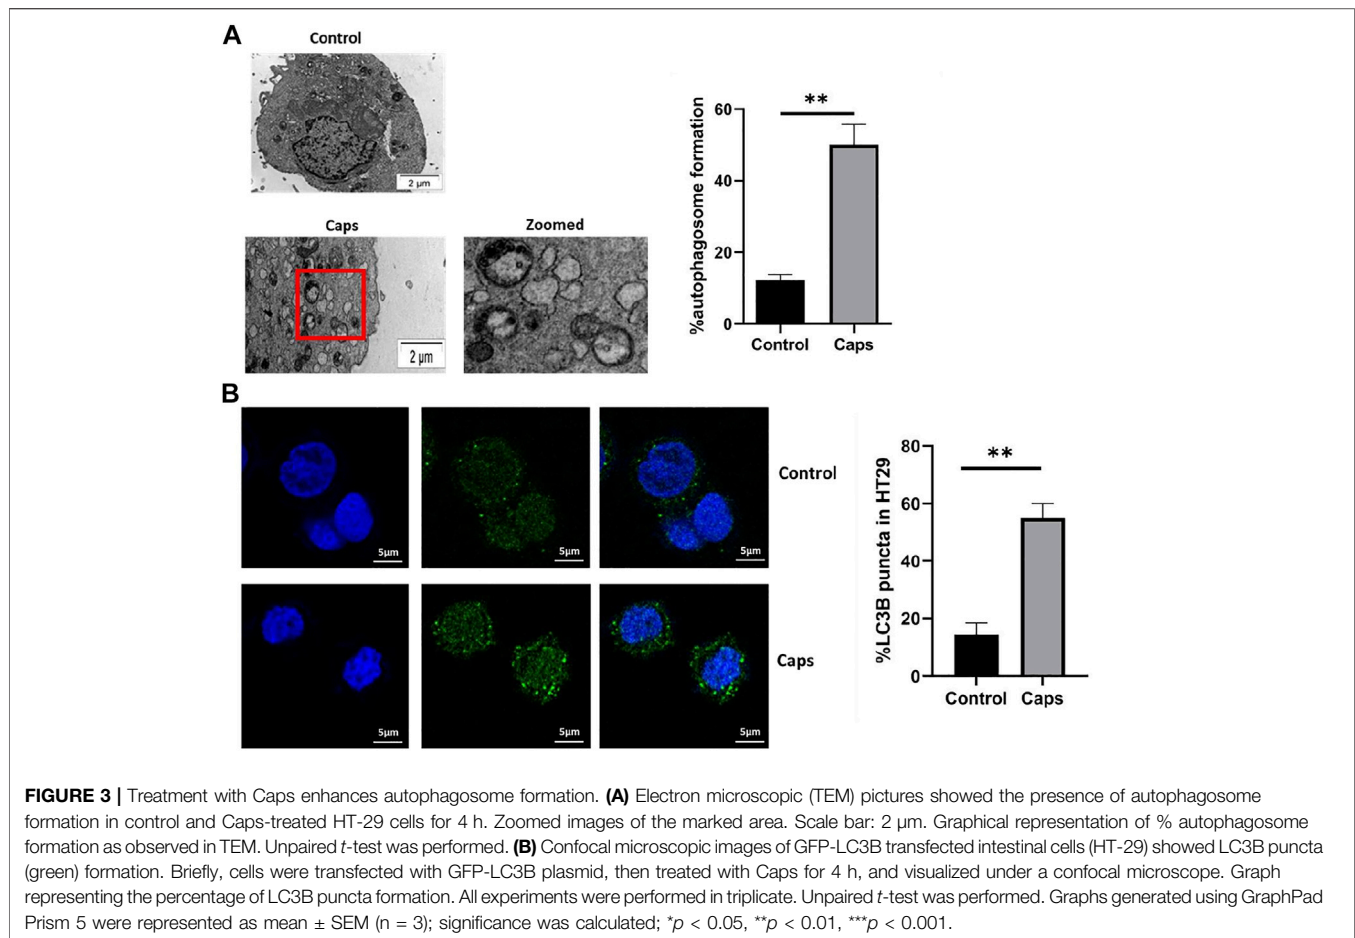 A
Control
2 µm
Caps
Zoomed
2 µm
%autophagosome formation
60
40
20
0
**
Control
Caps
B
5µm
5µm
5µm
Control
5µm
5µm
5µm
Caps
%LC3B puncta in HT29
80
60
40
20
0
**
Control
Caps
FIGURE 3 | Treatment with Caps enhances autophagosome formation. (A) Electron microscopic (TEM) pictures showed the presence of autophagosome
formation in control and Caps-treated HT-29 cells for 4 h. Zoomed images of the marked area. Scale bar: 2 µm. Graphical representation of % autophagosome
formation as observed in TEM. Unpaired t-test was performed. (B) Confocal microscopic images of GFP-LC3B transfected intestinal cells (HT-29) showed LC3B puncta
(green) formation. Briefly, cells were transfected with GFP-LC3B plasmid, then treated with Caps for 4 h, and visualized under a confocal microscope. Graph
representing the percentage of LC3B puncta formation. All experiments were performed in triplicate. Unpaired t-test was performed. Graphs generated using GraphPad
Prism 5 were represented as mean ± SEM (n = 3); significance was calculated; *p < 0.05, **p < 0.01, ***p < 0.001.